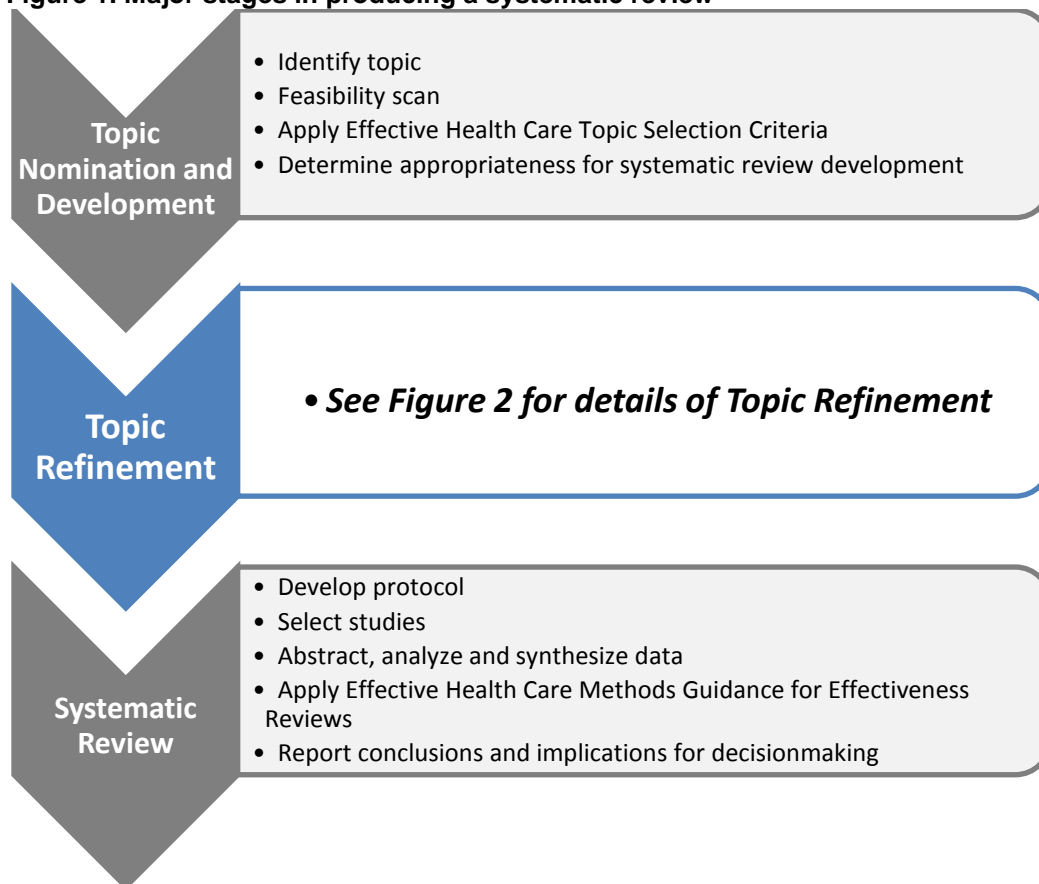 Figure 1. Major stages in producing a systematic review
Topic
Nomination and
Development
• Identify topic
• Feasibility scan
• Apply Effective Health Care Topic Selection Criteria
• Determine appropriateness for systematic review development
Topic
Refinement
• See Figure 2 for details of Topic Refinement
Systematic
Review
• Develop protocol
• Select studies
• Abstract, analyze and synthesize data
• Apply Effective Health Care Methods Guidance for Effectiveness
Reviews
• Report conclusions and implications for decisionmaking